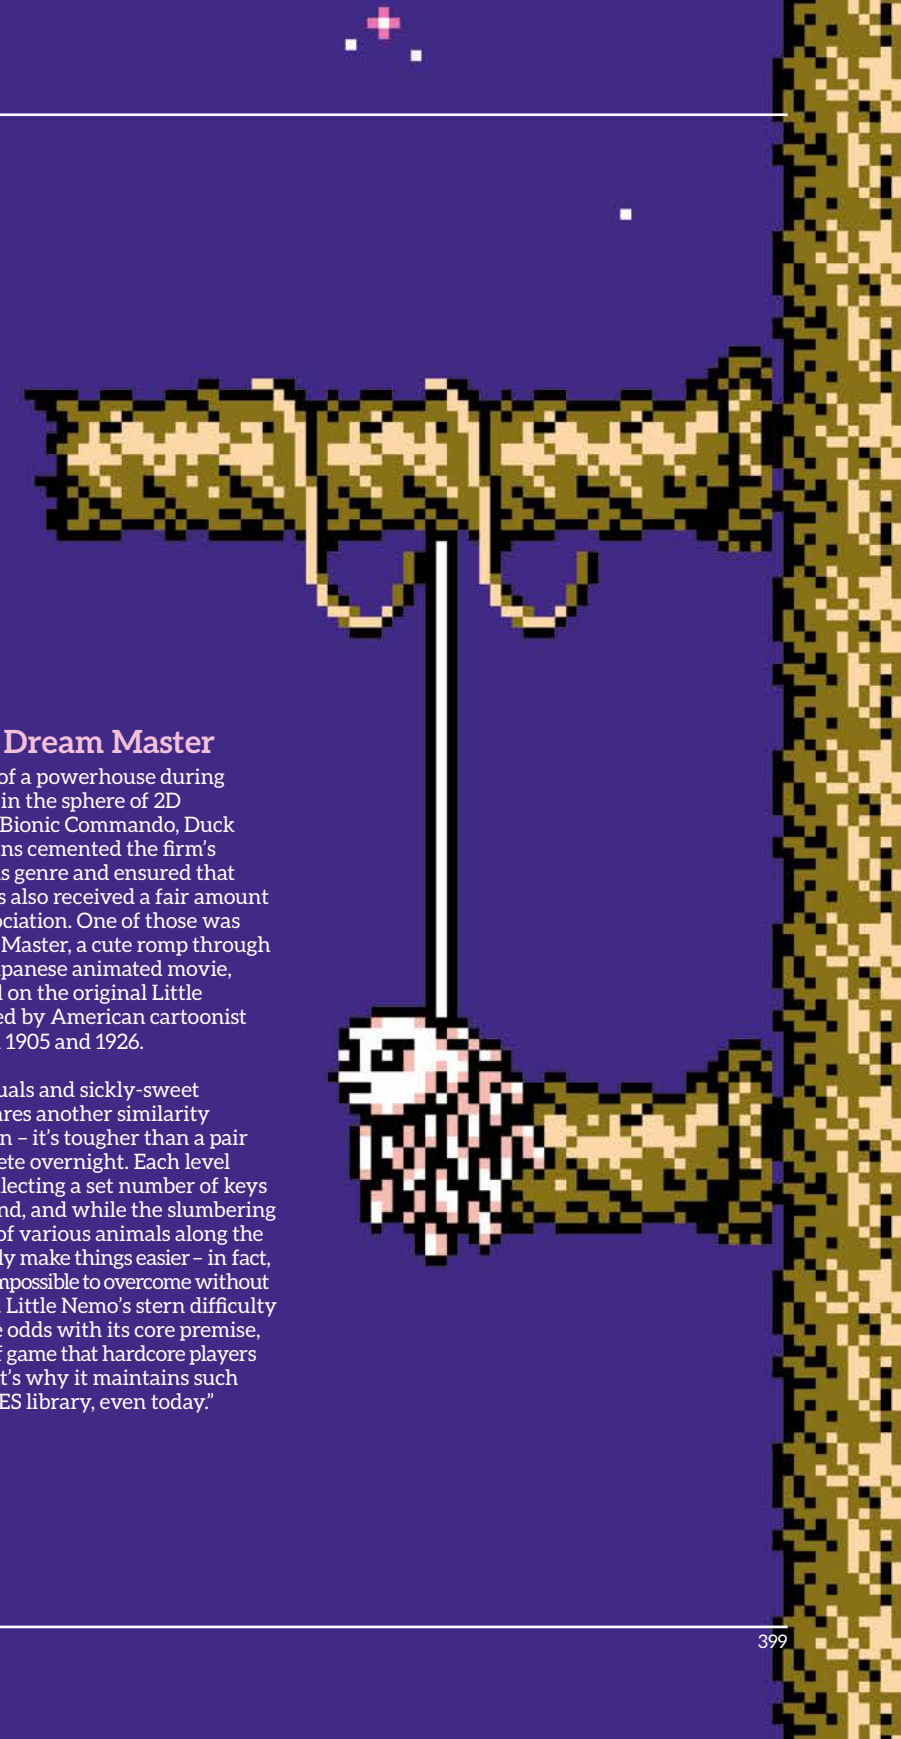 Dream Master
of a powerhouse during
in the sphere of 2D
Bionic Commando, Duck
ns cemented the firm's
s genre and ensured that
s also received a fair amount
ociation. One of those was
Master, a cute romp through
apanese animated movie,
l on the original Little
ed by American cartoonist
1905 and 1926.
uals and sickly-sweet
ares another similarity
n – it's tougher than a pair
ete overnight. Each level
llecting a set number of keys
nd, and while the slumbering
of various animals along the
ly make things easier – in fact,
mpossible to overcome without
Little Nemo's stern difficulty
e odds with its core premise,
f game that hardcore players
t's why it maintains such
ES library, even today.”
399